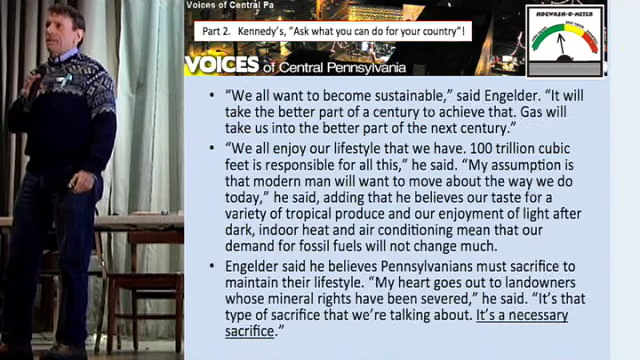 Voices of Central Pa
Part 2. Kennedy's, "Ask what you can do for your country"!
HOGWASH-O-METER
VOICES of Central Pennsylvania
• "We all want to become sustainable," said Engelder. "It will
take the better part of a century to achieve that. Gas will
take us into the better part of the next century."
• "We all enjoy our lifestyle that we have. 100 trillion cubic
feet is responsible for all this," he said. "My assumption is
that modern man will want to move about the way we do
today," he said, adding that he believes our taste for a
variety of tropical produce and our enjoyment of light after
dark, indoor heat and air conditioning mean that our
demand for fossil fuels will not change much.
• Engelder said he believes Pennsylvanians must sacrifice to
maintain their lifestyle. "My heart goes out to landowners
whose mineral rights have been severed," he said. "It's that
type of sacrifice that we're talking about. It's a necessary
sacrifice."